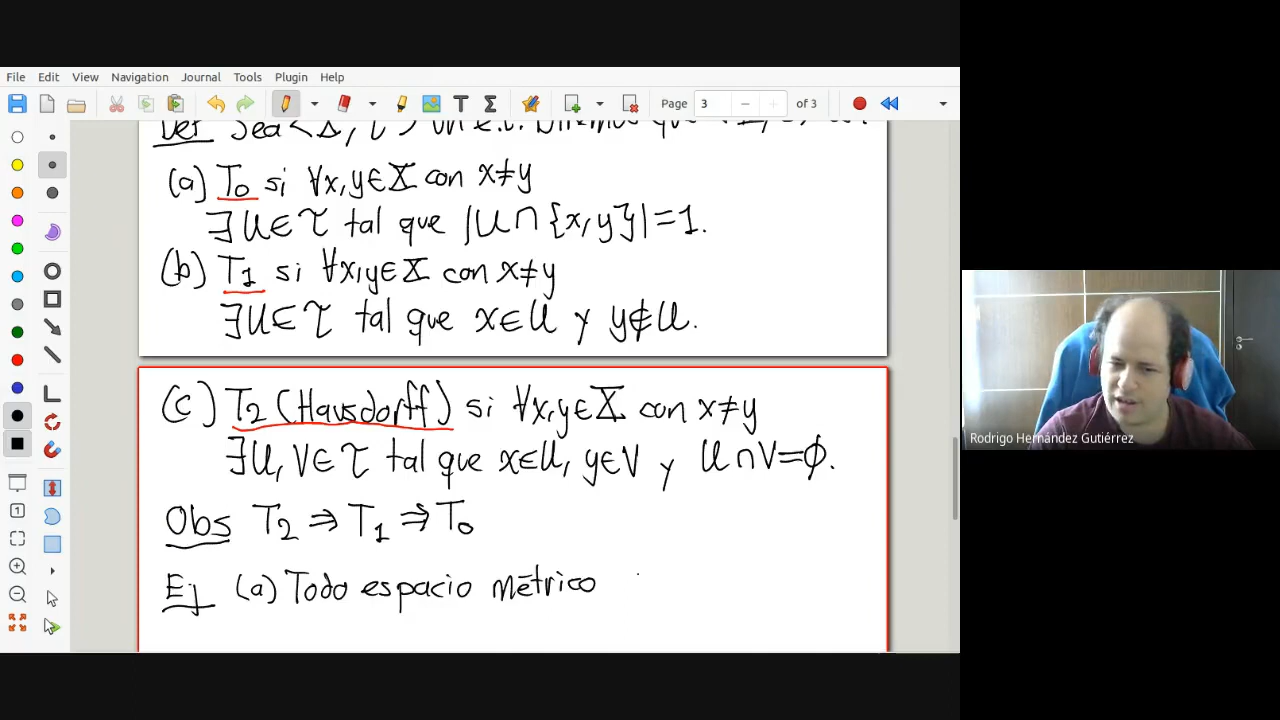 File Edit View Navigation Journal Tools Plugin Help
Page 3 of 3
Def Sea
(a) T₀ si ∀x,y∈X con x≠y
∃U∈τ tal que |U∩{x,y}|=1.
(b) T₁ si ∀x,y∈X con x≠y
∃U∈τ tal que x∈U y y∉U.
(c) T₂ (Hausdorff) si ∀x,y∈X con x≠y
∃U,V∈τ tal que x∈U, y∈V y U∩V=∅.
Obs T₂ ⇒ T₁ ⇒ T₀
Ej (a) Todo espacio métrico
Rodrigo Hernández Gutiérrez